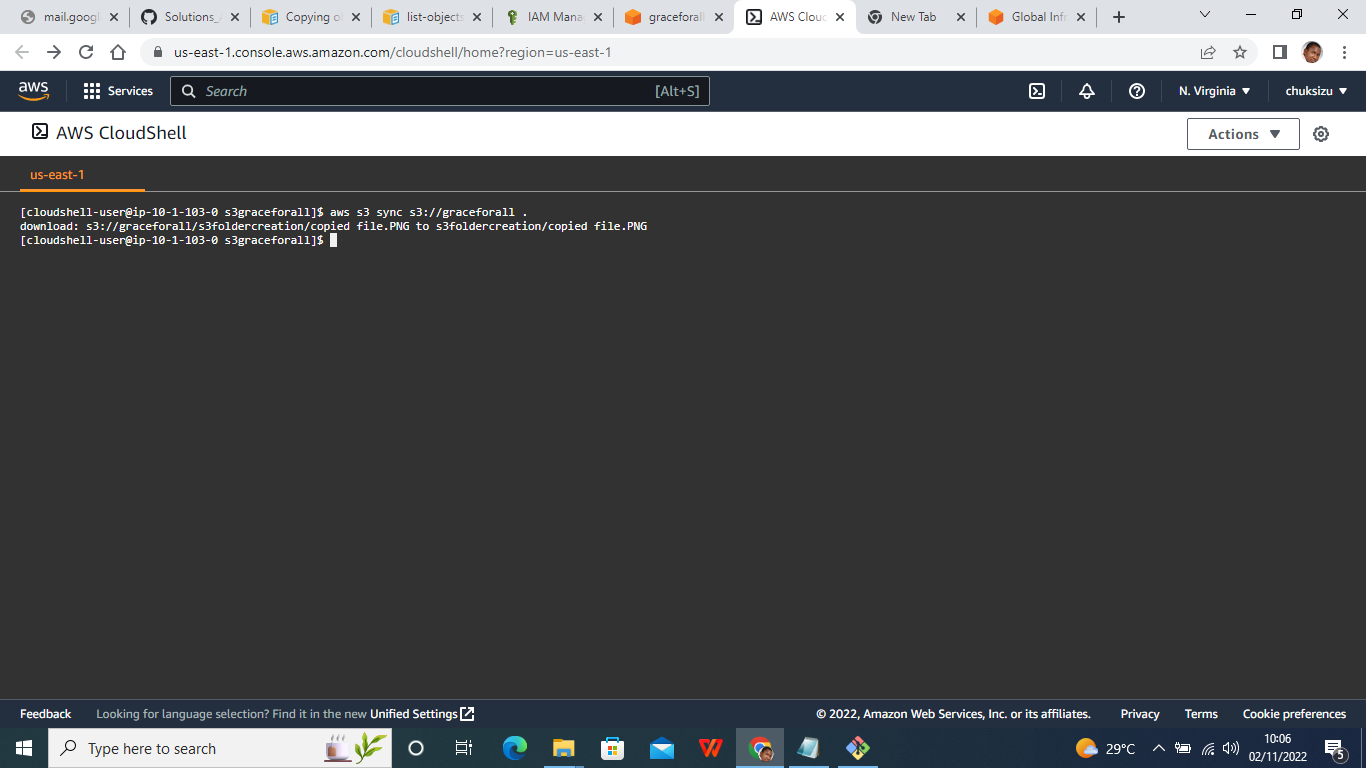 mail.googl
Solutions_A
Copying ol
list-objects
IAM Mana
graceforall
AWS Clouc
New Tab
Global Infr
us-east-1.console.aws.amazon.com/cloudshell/home?region=us-east-1
aws
Services
Search
[Alt+S]
N. Virginia
chuksizu
AWS CloudShell
Actions
us-east-1
[cloudshell-user@ip-10-1-103-0 s3graceforall]$ aws s3 sync s3://graceforall .
download: s3://graceforall/s3foldercreation/copied file.PNG to s3foldercreation/copied file.PNG
[cloudshell-user@ip-10-1-103-0 s3graceforall]$
Feedback
Looking for language selection? Find it in the new Unified Settings
© 2022, Amazon Web Services, Inc. or its affiliates.
Privacy
Terms
Cookie preferences
Type here to search
29°C
10:06
02/11/2022
5